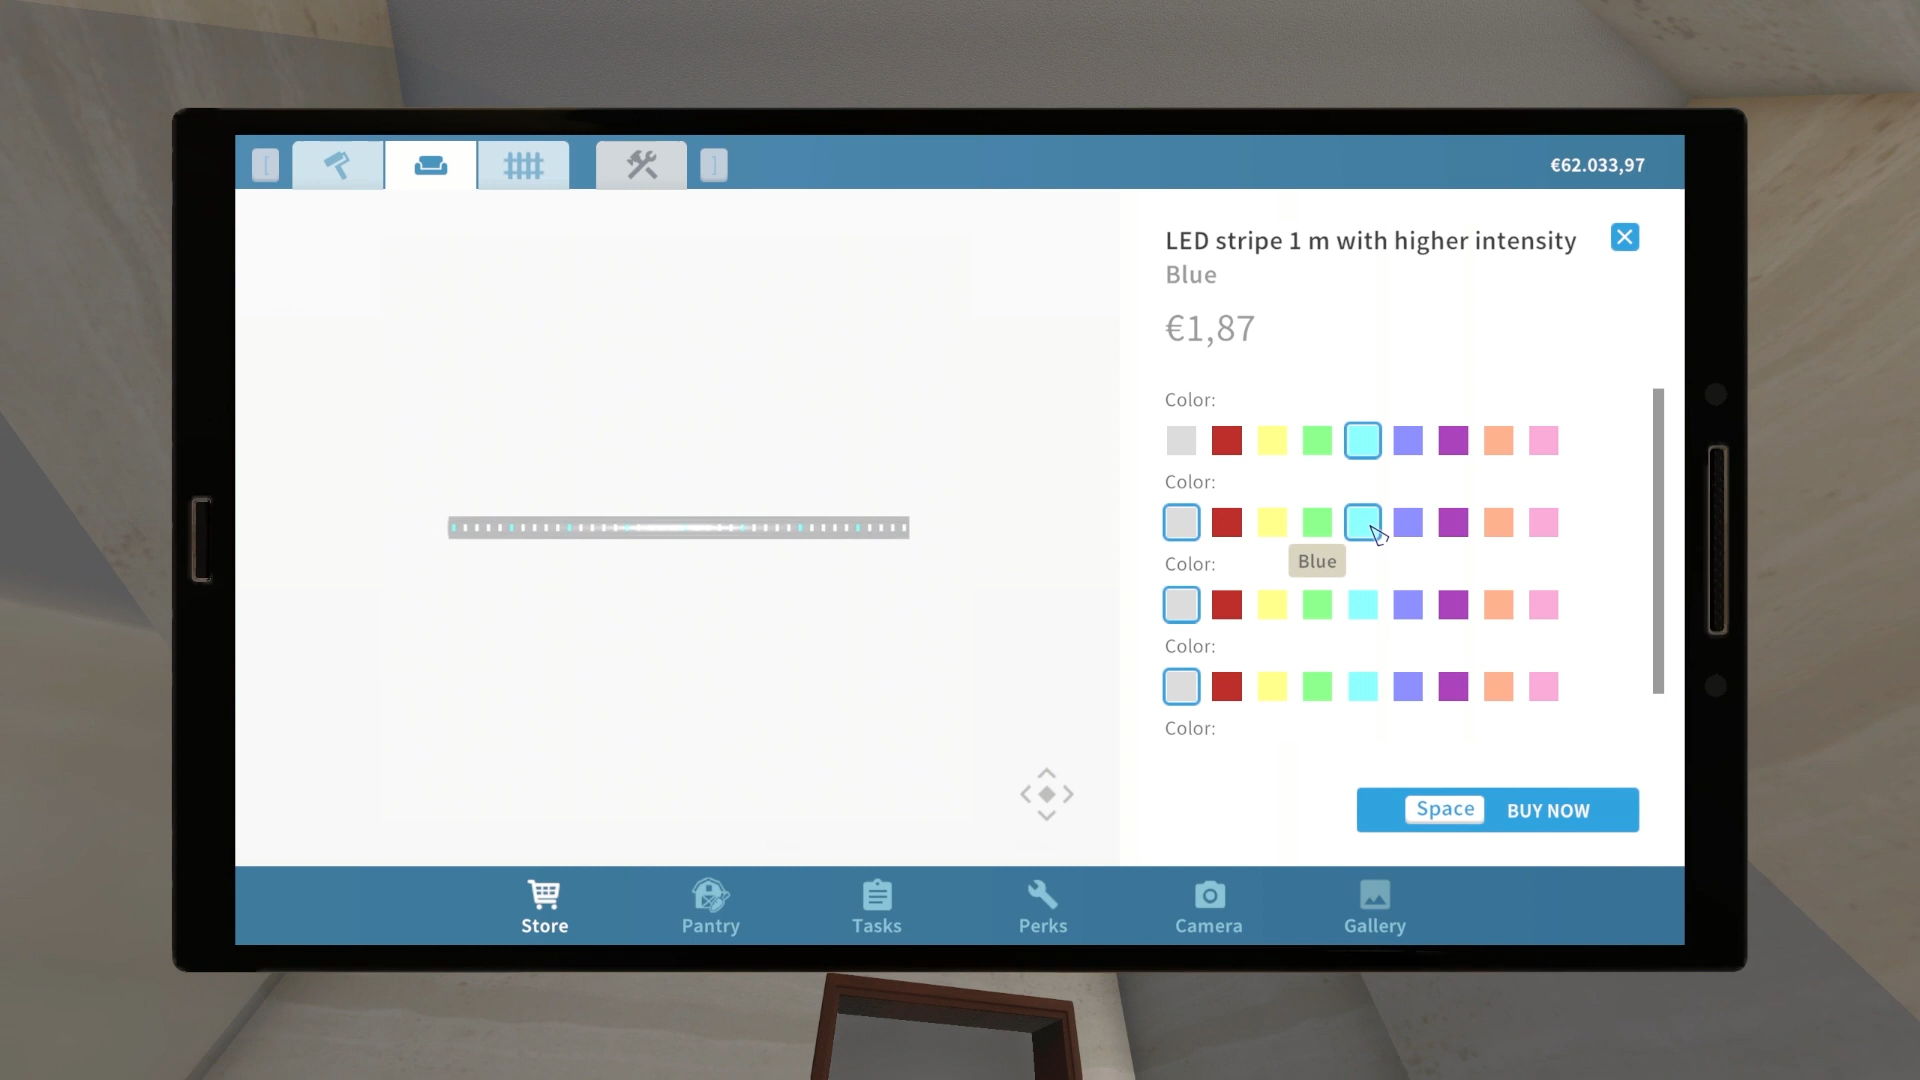 [
]
€62.033,97
LED stripe 1 m with higher intensity
Blue
€1,87
Color:
Color:
Blue
Color:
Color:
Color:
Space BUY NOW
Store Pantry Tasks Perks Camera Gallery